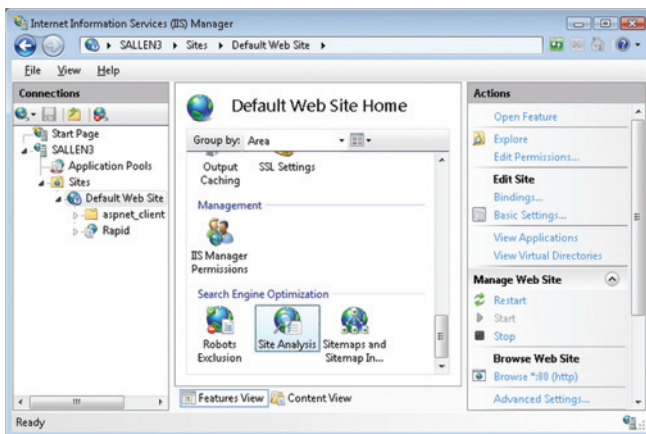 Internet Information Services (IIS) Manager
SALLEN3 Sites Default Web Site
File View Help
Connections
Start Page
SALLEN3
Application Pools
Sites
Default Web Site
aspnet_client
Rapid
Default Web Site Home
Group by: Area
Output Caching
SSL Settings
Management
IIS Manager
Permissions
Search Engine Optimization
Robots
Exclusion
Site Analysis
Sitemaps and
Sitemap In...
Features View Content View
Actions
Open Feature
Explore
Edit Permissions...
Edit Site
Bindings...
Basic Settings...
View Applications
View Virtual Directories
Manage Web Site
Restart
Start
Stop
Browse Web Site
Browse *:80 (http)
Advanced Settings...
Ready